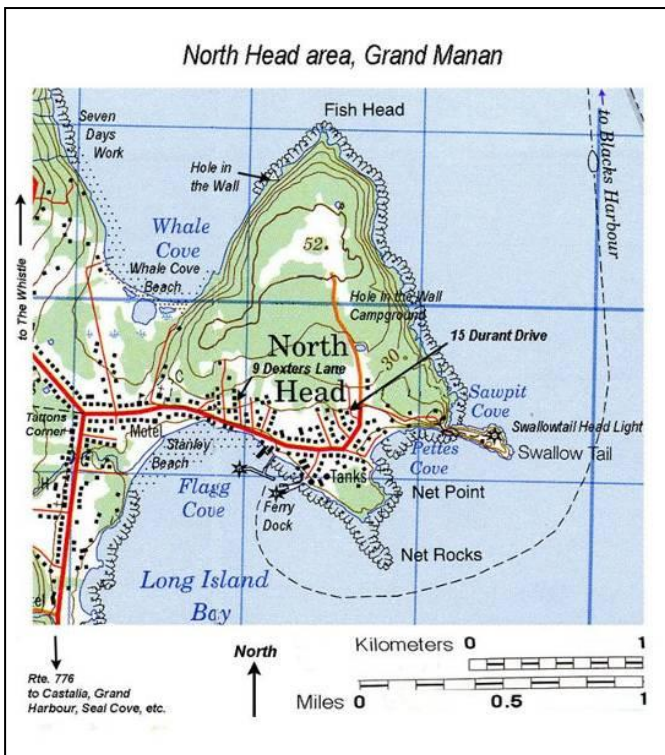 North Head area, Grand Manan
Fish Head
Seven
Days
Work
Hole in
the Wall
to Blacks Harbour
Whale
Cove
52
Whale Cove
Beach
to The Whistle
Hole in the Wall
Campground
15 Durant Drive
North
Head
9 Dexters Lane
30
Sawpit
Cove
Tattons
Corner
Motel
Stanley
Beach
Swallowtail Head Light
Swallow Tail
Pettes
Cove
Flagg
Cove
Tanks
Net Point
Ferry
Dock
Net Rocks
H
Long Island
Bay
Rte. 776
to Castalia, Grand
Harbour, Seal Cove, etc.
North
Kilometers 0 1
Miles 0 0.5 1